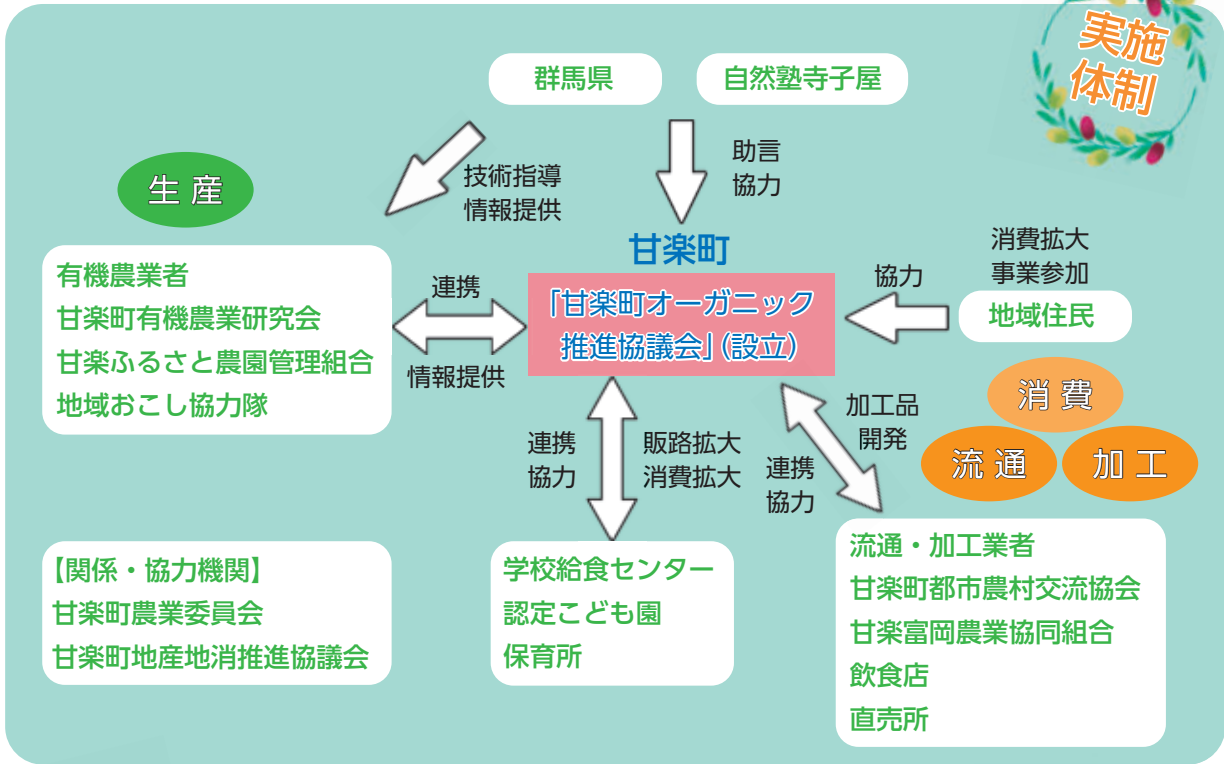 実施
体制
群馬県
自然塾寺子屋
技術指導
情報提供
助言
協力
生産
有機農業者
甘楽町有機農業研究会
甘楽ふるさと農園管理組合
地域おこし協力隊
連携
情報提供
甘楽町
「甘楽町オーガニック
推進協議会」(設立)
協力
消費拡大
事業参加
地域住民
消費
流通
加工
連携
協力
販路拡大
消費拡大
加工品
開発
連携
協力
【関係・協力機関】
甘楽町農業委員会
甘楽町地産地消推進協議会
学校給食センター
認定こども園
保育所
流通・加工業者
甘楽町都市農村交流協会
甘楽富岡農業協同組合
飲食店
直売所